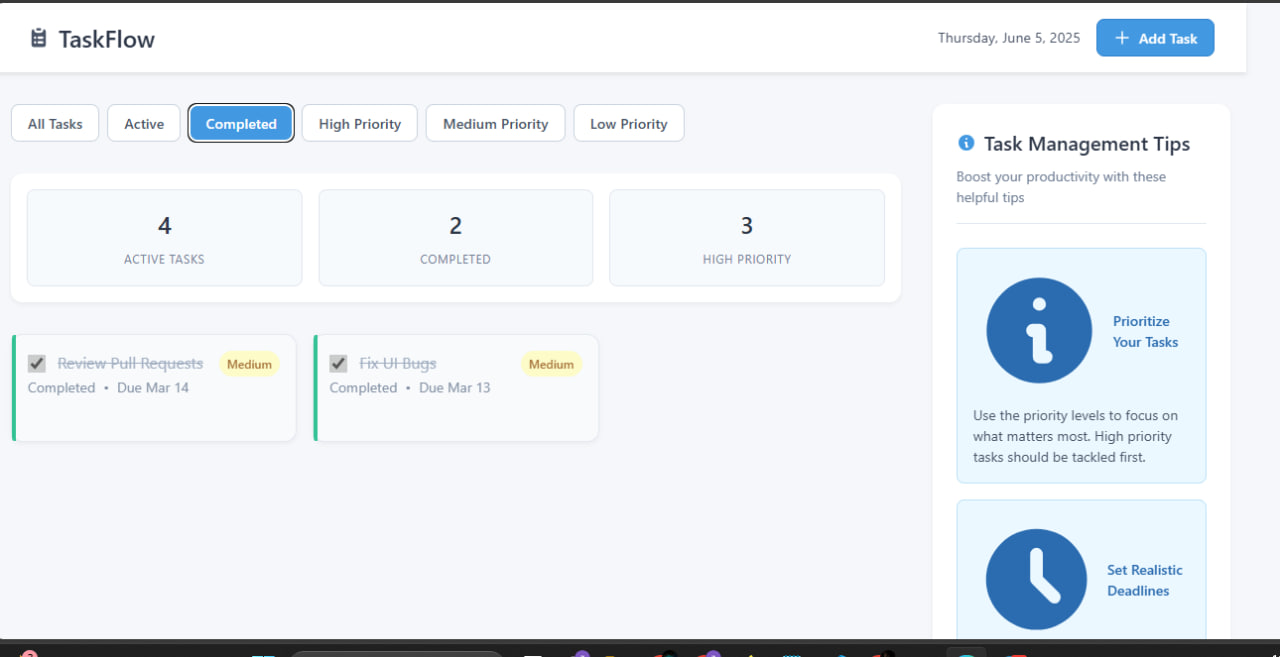 TaskFlow
Thursday, June 5, 2025
Add Task
All Tasks
Active
Completed
High Priority
Medium Priority
Low Priority
4
ACTIVE TASKS
2
COMPLETED
3
HIGH PRIORITY
Review Pull Requests
Medium
Completed • Due Mar 14
Fix UI Bugs
Medium
Completed • Due Mar 13
Task Management Tips
Boost your productivity with these
helpful tips
Prioritize
Your Tasks
Use the priority levels to focus on
what matters most. High priority
tasks should be tackled first.
Set Realistic
Deadlines